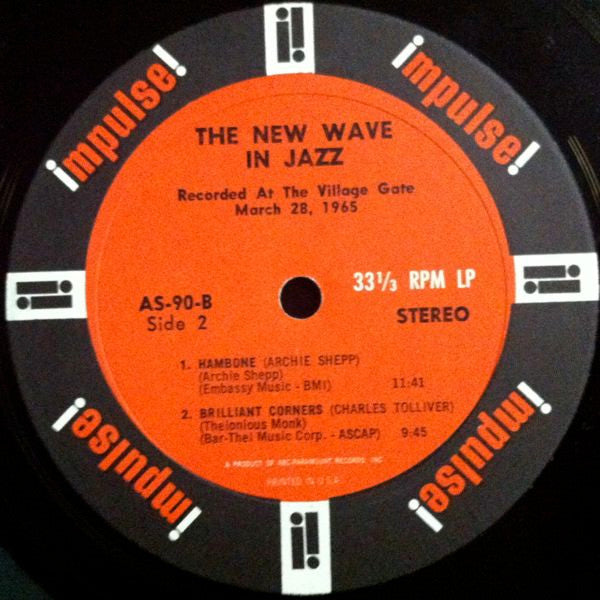 impulse!
impulse!
THE NEW WAVE
IN JAZZ
Recorded At The Village Gate
March 28, 1965
33⅓ RPM LP
AS-90-B
Side 2
STEREO
1. HAMBONE (ARCHIE SHEPP)
(Archie Shepp)
(Embassy Music - BMI) 11:41
2. BRILLIANT CORNERS (CHARLES TOLLIVER)
(Thelonious Monk)
(Bar-Thel Music Corp. - ASCAP) 9:45
A PRODUCT OF ABC-PARAMOUNT RECORDS, INC.
PRINTED IN U.S.A.
impulse!
impulse!